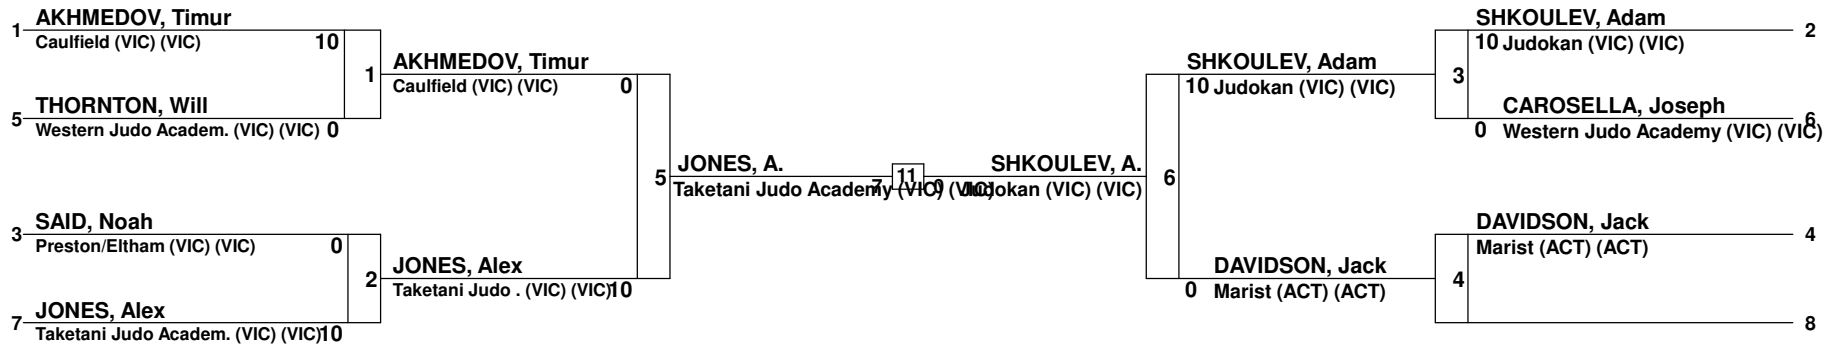 1 AKHMEDOV, Timur
Caulfield (VIC) (VIC) 10
1
5 THORNTON, Will
Western Judo Academ. (VIC) (VIC) 0
AKHMEDOV, Timur
Caulfield (VIC) (VIC) 0
3 SAID, Noah
Preston/Eltham (VIC) (VIC) 0
2
7 JONES, Alex
Taketani Judo Academ. (VIC) (VIC) 10
JONES, Alex
Taketani Judo . (VIC) (VIC) 10
5
JONES, A.
Taketani Judo Academy (VIC) (VIC)
7 11 0
SHKOULEV, A.
Judokan (VIC) (VIC)
6
SHKOULEV, Adam
10 Judokan (VIC) (VIC)
DAVIDSON, Jack
0 Marist (ACT) (ACT)
SHKOULEV, Adam 2
10 Judokan (VIC) (VIC)
3
CAROSELLA, Joseph 6
0 Western Judo Academy (VIC) (VIC)
DAVIDSON, Jack 4
Marist (ACT) (ACT)
4
8